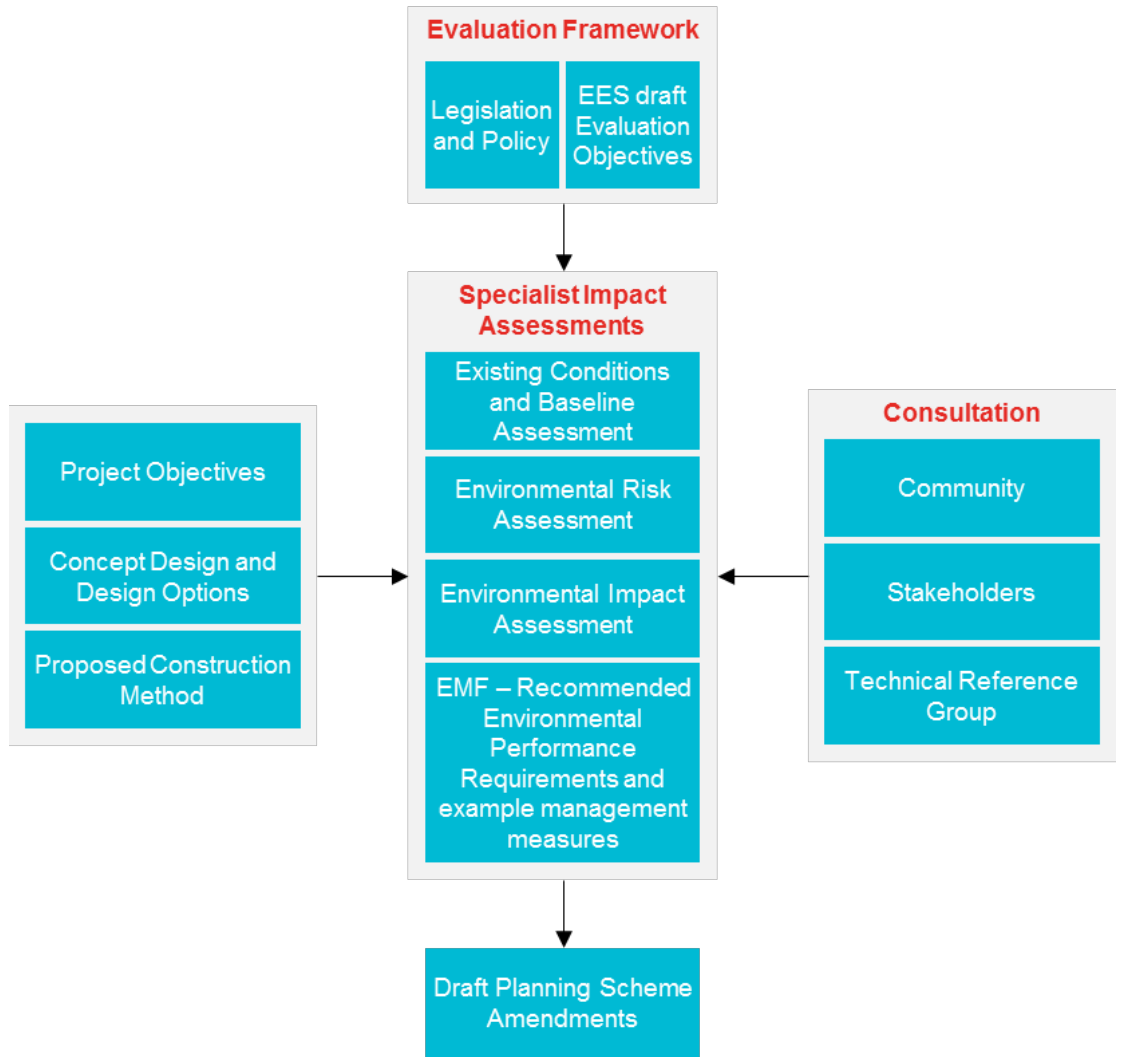 Evaluation Framework
Legislation
and Policy
EES draft
Evaluation
Objectives
Specialist Impact
Assessments
Existing Conditions
and Baseline
Assessment
Environmental Risk
Assessment
Environmental Impact
Assessment
EMF – Recommended
Environmental
Performance
Requirements and
example management
measures
Project Objectives
Concept Design and
Design Options
Proposed Construction
Method
Consultation
Community
Stakeholders
Technical Reference
Group
Draft Planning Scheme
Amendments